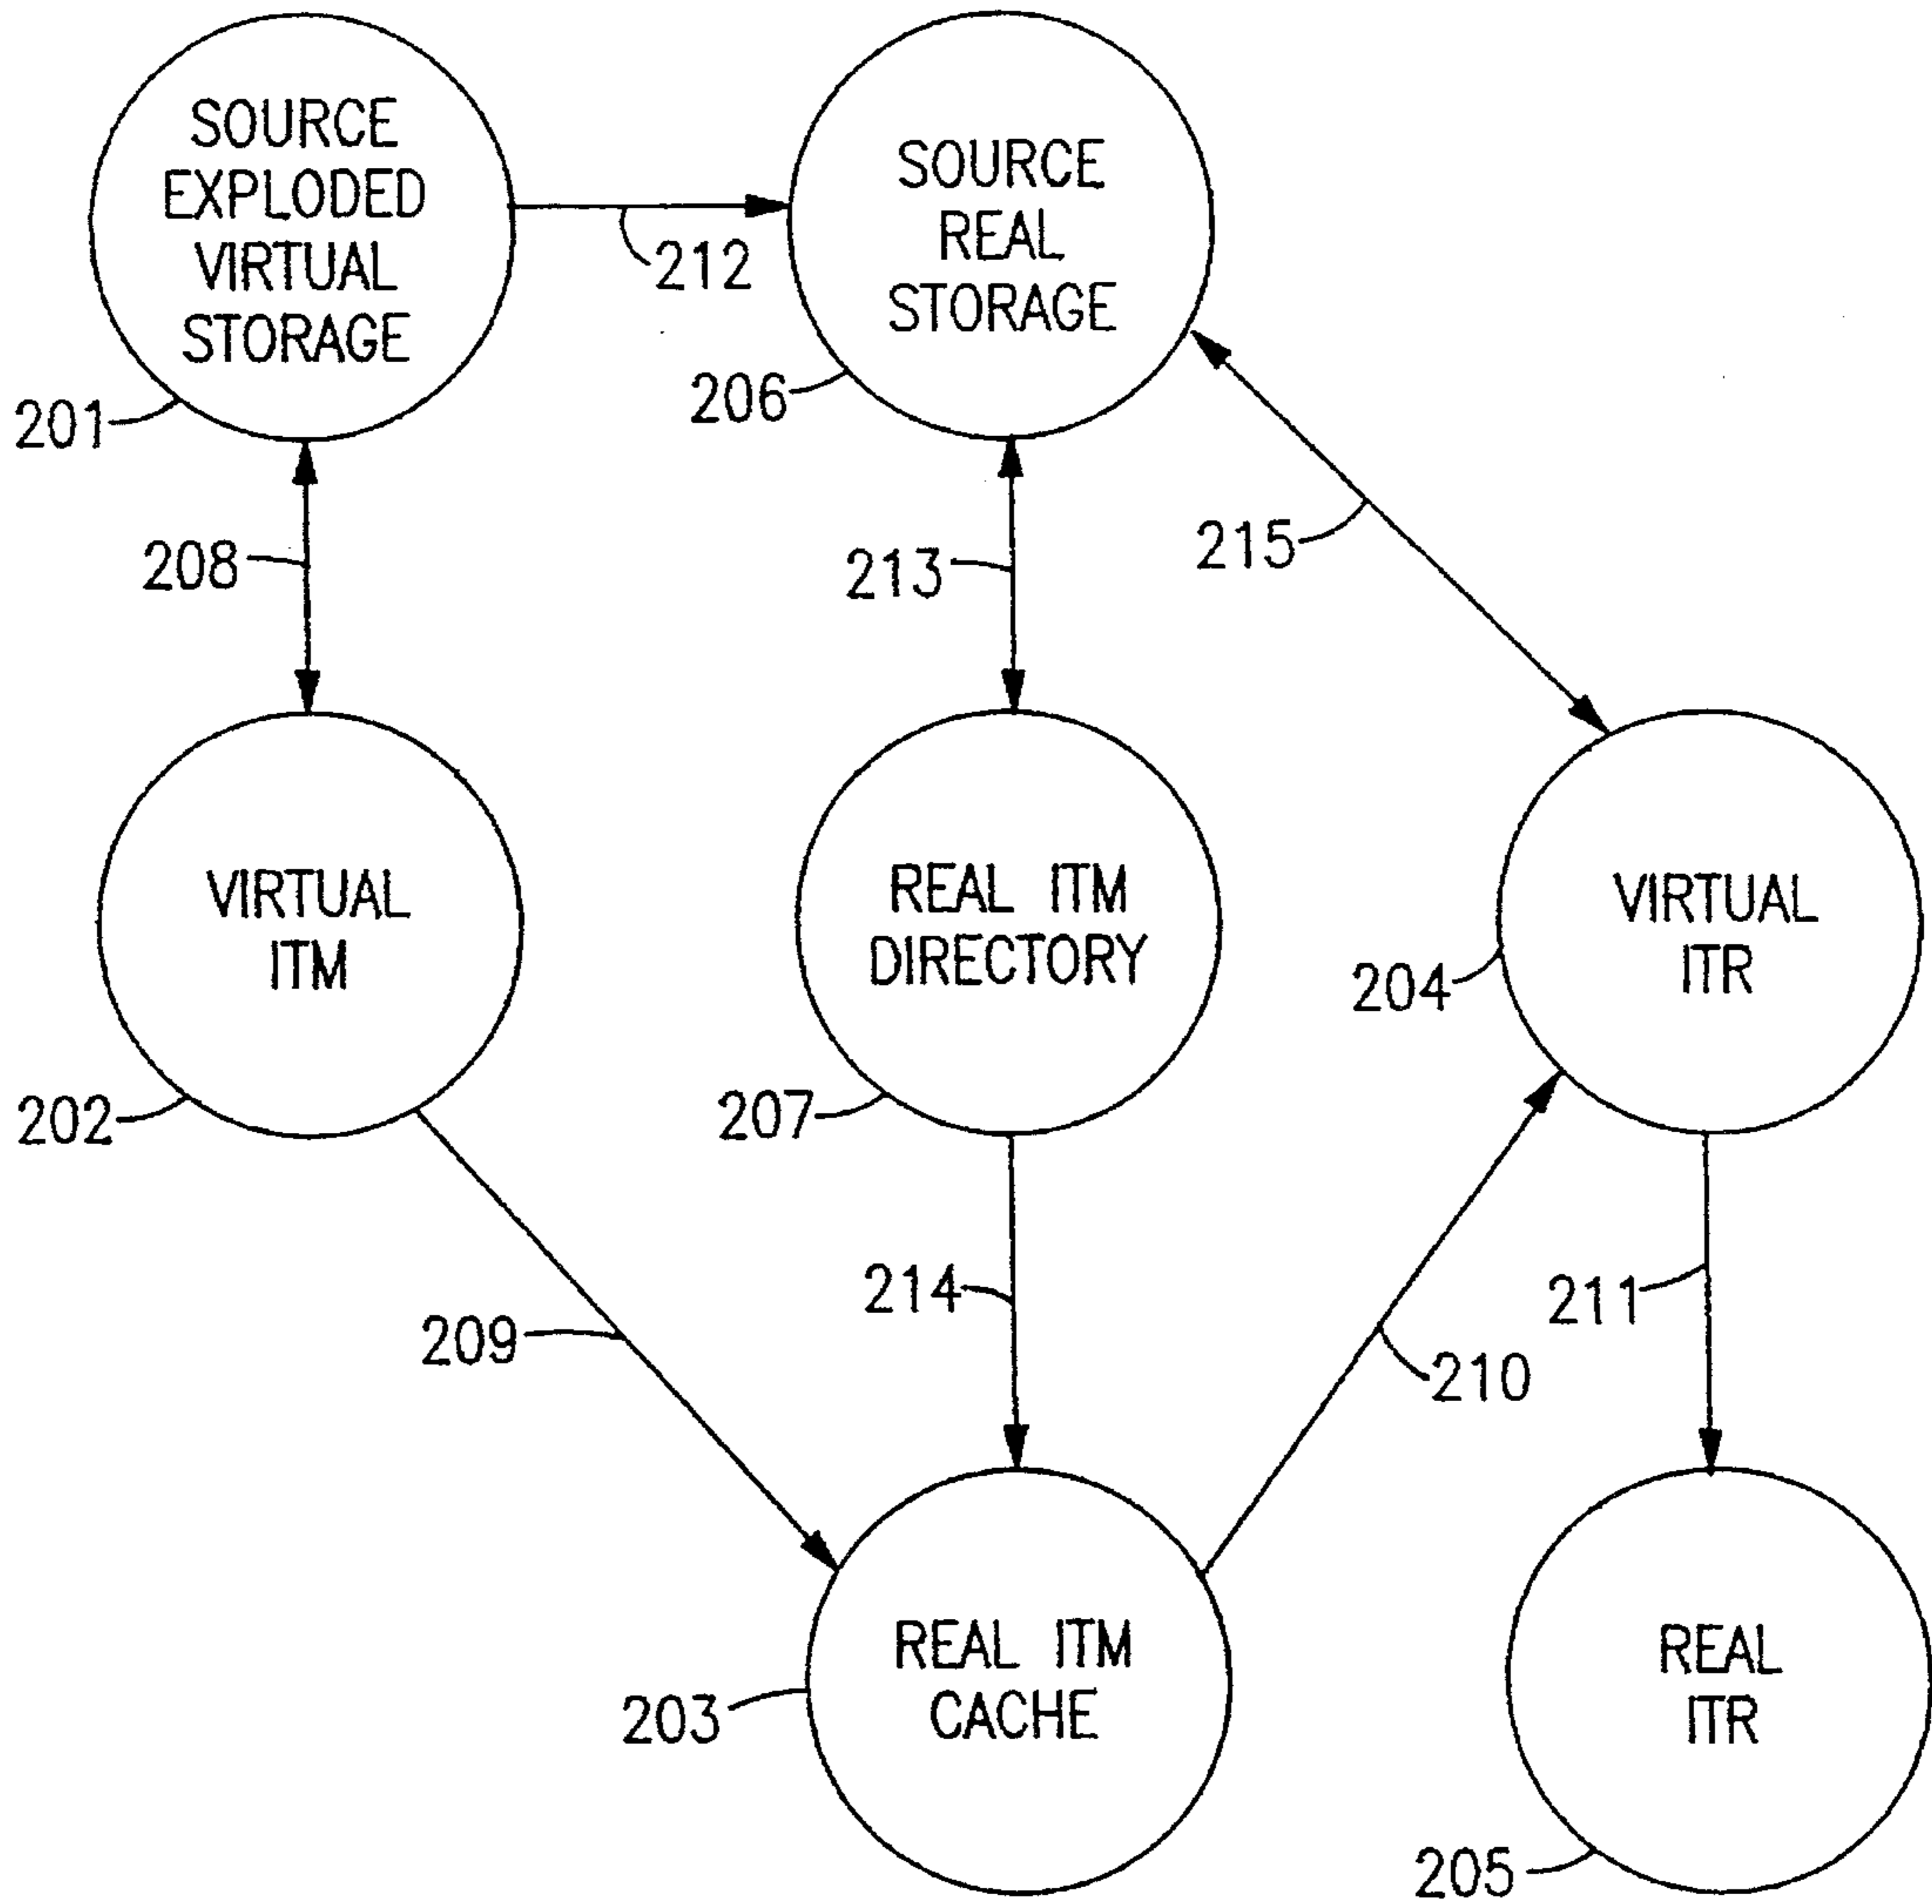 SOURCE
EXPLODED
VIRTUAL
STORAGE
201
212
SOURCE
REAL
STORAGE
206
208
213
215
VIRTUAL
ITM
202
REAL ITM
DIRECTORY
207
VIRTUAL
ITR
204
209
214
210
211
REAL ITM
CACHE
203
REAL
ITR
205